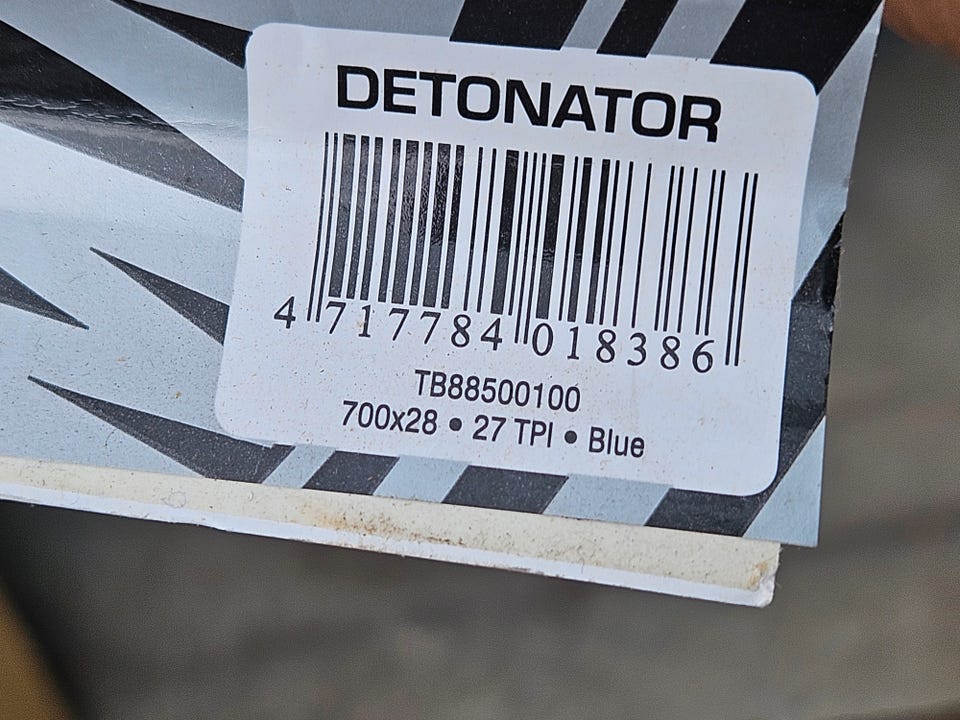 DETONATOR
4 717784 018386
TB88500100
700x28 • 27 TPI • Blue